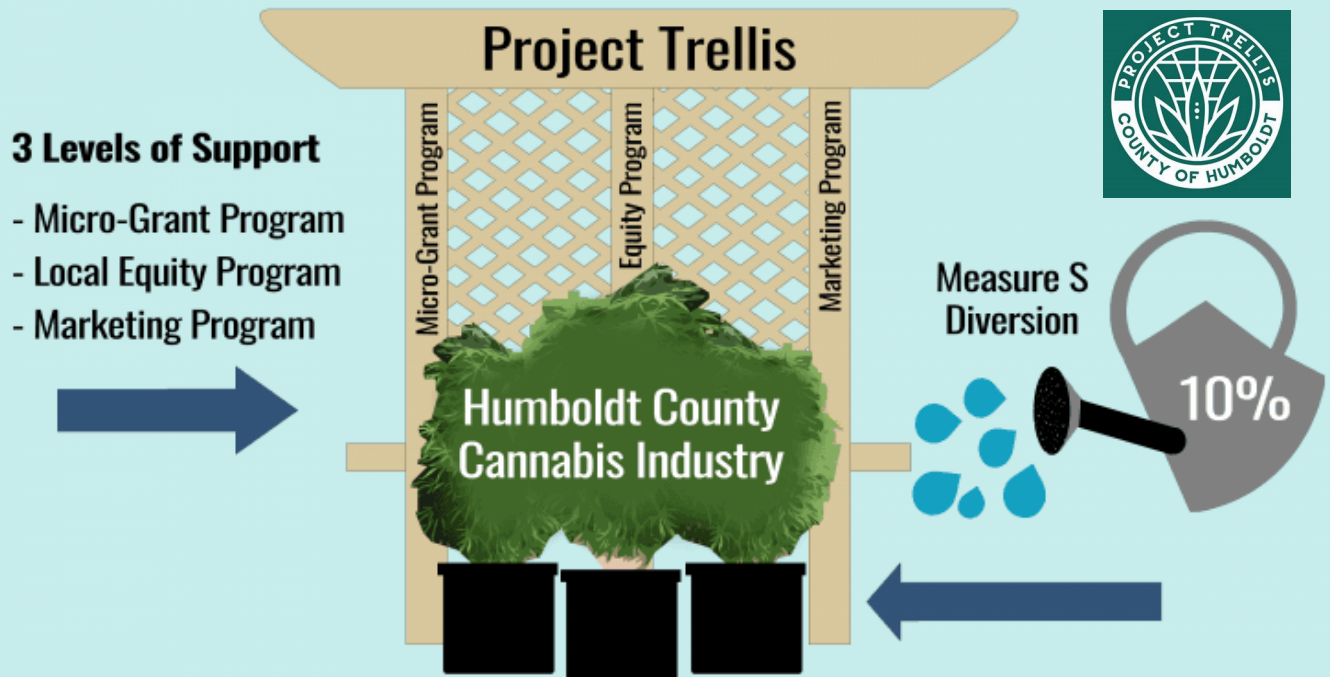 Project Trellis
PROJECT TRELLIS
COUNTY OF HUMBOLDT
3 Levels of Support
- Micro-Grant Program
- Local Equity Program
- Marketing Program
Micro-Grant Program
Equity Program
Marketing Program
Humboldt County
Cannabis Industry
Measure S
Diversion
10%